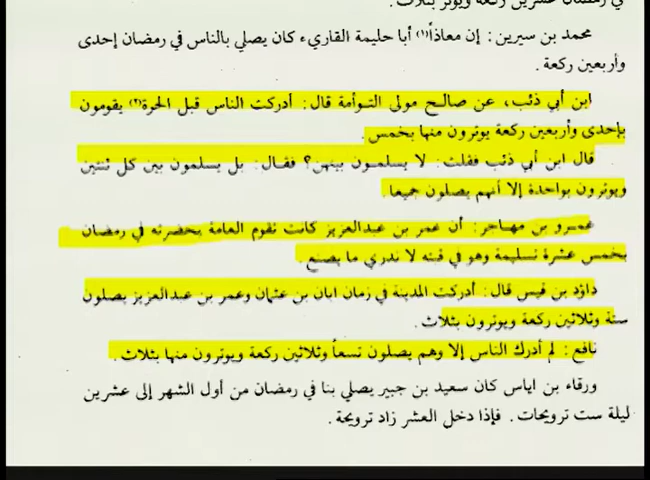 في رمضان عشرين ركعة ويوتر بثلاث.
محمد بن سيرين: إن معاذاً(١) أبا حليمة القاريء كان يصلي بالناس في رمضان إحدى
وأربعين ركعة.
ابن أبي ذئب، عن صالح مولى التوأمة قال: أدركت الناس قبل الحرة(٢) يقومون
بإحدى وأربعين ركعة يوترون منها بخمس.
قال ابن أبي ذئب فقلت: لا يسلمون بينهن؟ فقال: بل يسلمون بين كل ثنتين
ويوترون بواحدة إلا أنهم يصلون جميعا.
عمرو بن مهاجر: أن عمر بن عبدالعزيز كانت تقوم العامة بحضرته في رمضان
بخمس عشرة تسليمة وهو في قبته لا ندري ما يصنع.
داؤد بن قيس قال: أدركت المدينة في زمان ابان بن عثمان وعمر بن عبدالعزيز يصلون
ستة وثلاثين ركعة ويوترون بثلاث.
نافع: لم أدرك الناس إلا وهم يصلون تسعاً وثلاثين ركعة ويوترون منها بثلاث.
ورقاء بن اياس كان سعيد بن جبير يصلي بنا في رمضان من أول الشهر إلى عشرين
ليلة ست ترويحات. فإذا دخل العشر زاد ترويحة.